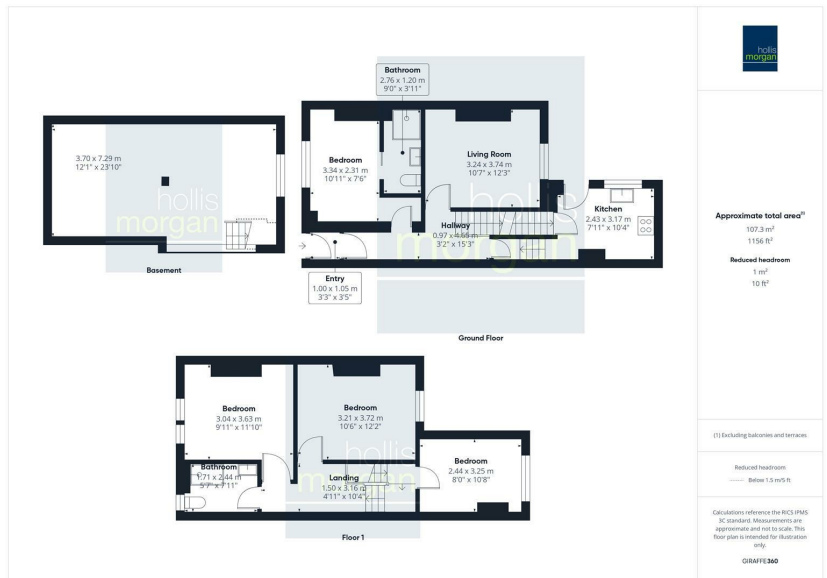 hollis
morgan
3.70 x 7.29 m
12'1" x 23'10"
hollis
morgan
Basement
Bathroom
2.76 x 1.20 m
9'0" x 3'11"
Bedroom
3.34 x 2.31 m
10'11" x 7'6"
Living Room
3.24 x 3.74 m
10'7" x 12'3"
Kitchen
2.43 x 3.17 m
7'11" x 10'4"
Hallway
0.97 x 4.65 m
3'2" x 15'3"
hollis
morgan
Entry
1.00 x 1.05 m
3'3" x 3'5"
Ground Floor
Bedroom
3.04 x 3.63 m
9'11" x 11'10"
Bedroom
3.21 x 3.72 m
10'6" x 12'2"
Bedroom
2.44 x 3.25 m
8'0" x 10'8"
Bathroom
1.71 x 2.44 m
5'7" x 7'11"
Landing
1.50 x 3.16 m
4'11" x 10'4"
hollis
morgan
Floor 1
Approximate total area⁽¹⁾
107.3 m²
1156 ft²
Reduced headroom
1 m²
10 ft²
(1) Excluding balconies and terraces
Reduced headroom
Below 1.5 m/5 ft
Calculations reference the RICS IPMS
3C standard. Measurements are
approximate and not to scale. This
floor plan is intended for illustration
only.
GIRAFFE360